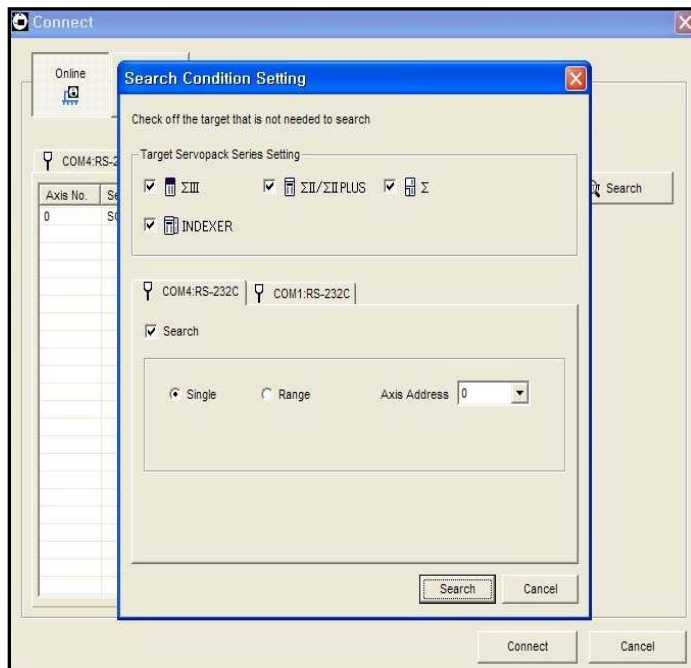 Connect
Online
Search Condition Setting
Check off the target that is not needed to search
Target Servopack Series Setting
ΣIII
ΣII/ΣII PLUS
Σ
INDEXER
COM4:RS-2
Search
Axis No.
0
COM4:RS-232C
COM1:RS-232C
Search
Single
Range
Axis Address
0
Search
Cancel
Connect
Cancel